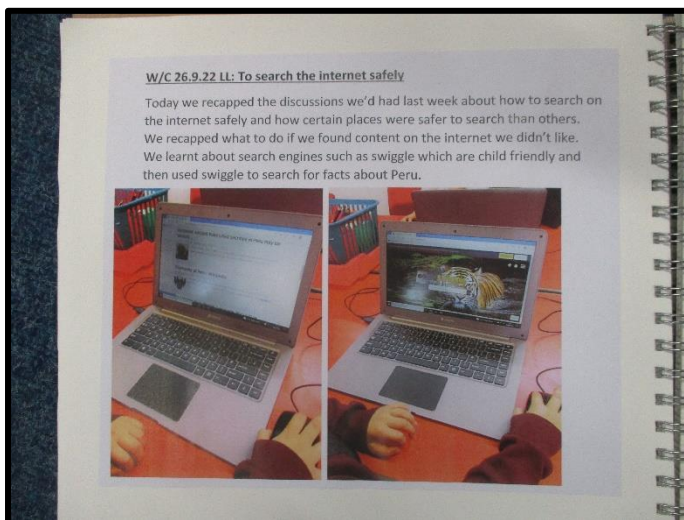 W/C 26.9.22 LL: To search the internet safely
Today we recapped the discussions we'd had last week about how to search on
the internet safely and how certain places were safer to search than others.
We recapped what to do if we found content on the internet we didn't like.
We learnt about search engines such as swiggle which are child friendly and
then used swiggle to search for facts about Peru.